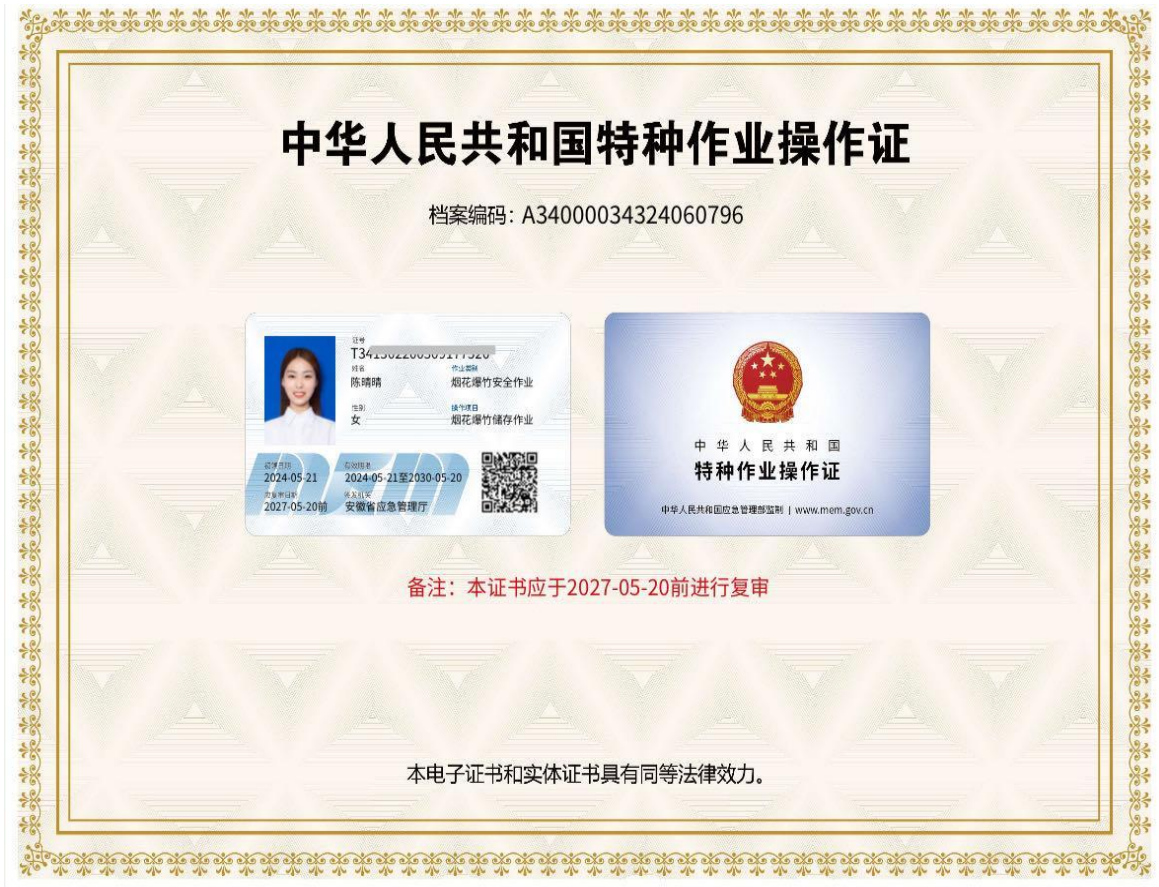 中华人民共和国特种作业操作证
档案编码：A34000034324060796
证号
姓名
陈晴晴
作业类别
烟花爆竹安全作业
性别
女
操作项目
烟花爆竹储存作业
初领日期
2024-05-21
有效期限
2024-05-21至2030-05-20
应复审日期
2027-05-20前
签发机关
安徽省应急管理厅
中华人民共和国
特种作业操作证
中华人民共和国应急管理部监制 | www.mem.gov.cn
备注：本证书应于2027-05-20前进行复审
本电子证书和实体证书具有同等法律效力。